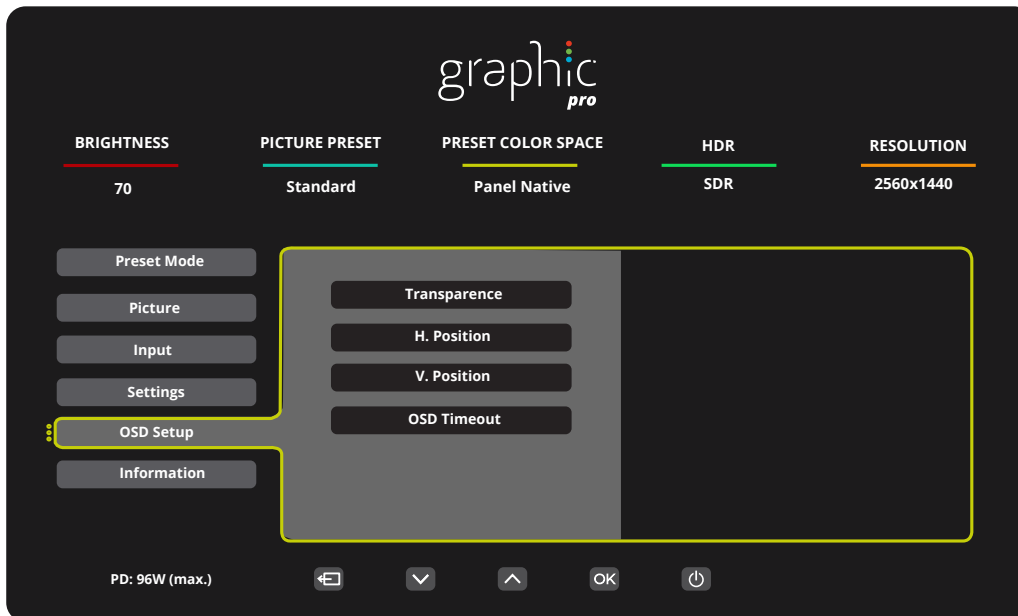 graphic
pro
BRIGHTNESS PICTURE PRESET PRESET COLOR SPACE HDR RESOLUTION
70 Standard Panel Native SDR 2560x1440
Preset Mode
Picture
Input
Settings
OSD Setup
Information
Transparence
H. Position
V. Position
OSD Timeout
PD: 96W (max.) OK